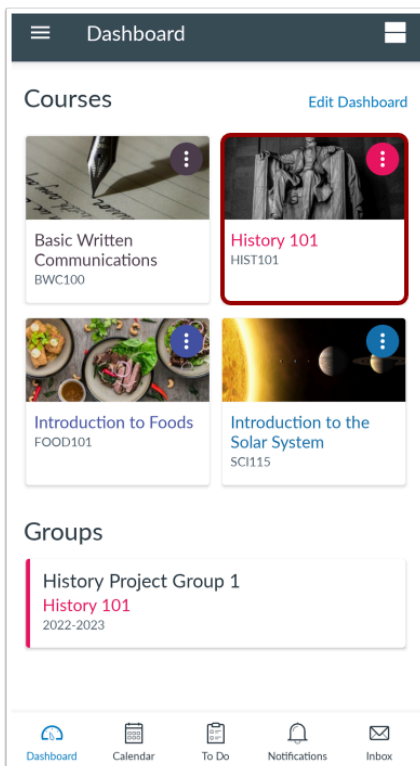 Dashboard
Courses
Edit Dashboard
Basic Written
Communications
BWC100
History 101
HIST101
Introduction to Foods
FOOD101
Introduction to the
Solar System
SCI115
Groups
History Project Group 1
History 101
2022-2023
Dashboard
Calendar
To Do
Notifications
Inbox